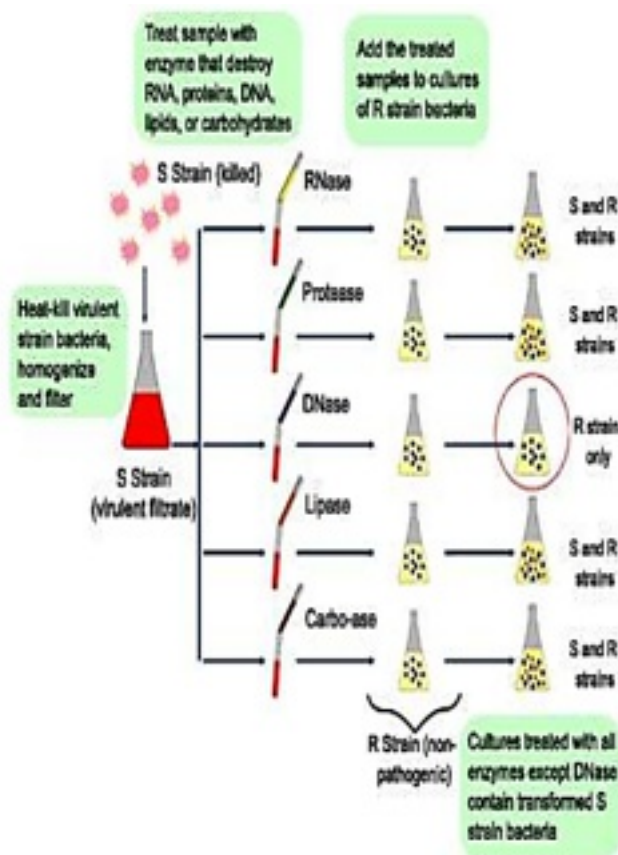 Treat sample with
enzyme that destroy
RNA, proteins, DNA,
lipids, or carbohydrates
Add the treated
samples to cultures
of R strain bacteria
S Strain (killed)
RNase
S and R
strains
Heat-kill virulent
strain bacteria,
homogenize
and filter
Protease
S and R
strains
DNase
R strain
only
S Strain
(virulent filtrate)
Lipase
S and R
strains
Carbo-ase
S and R
strains
R Strain (non-
pathogenic)
Cultures treated with all
enzymes except DNase
contain transformed S
strain bacteria